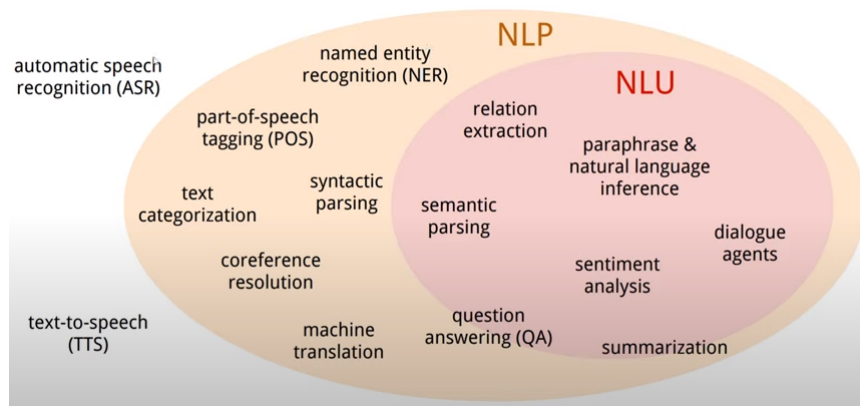 NLP
NLU
automatic speech
recognition (ASR)
named entity
recognition (NER)
part-of-speech
tagging (POS)
relation
extraction
paraphrase &
natural language
inference
text
categorization
syntactic
parsing
semantic
parsing
dialogue
agents
coreference
resolution
sentiment
analysis
text-to-speech
(TTS)
machine
translation
question
answering (QA)
summarization